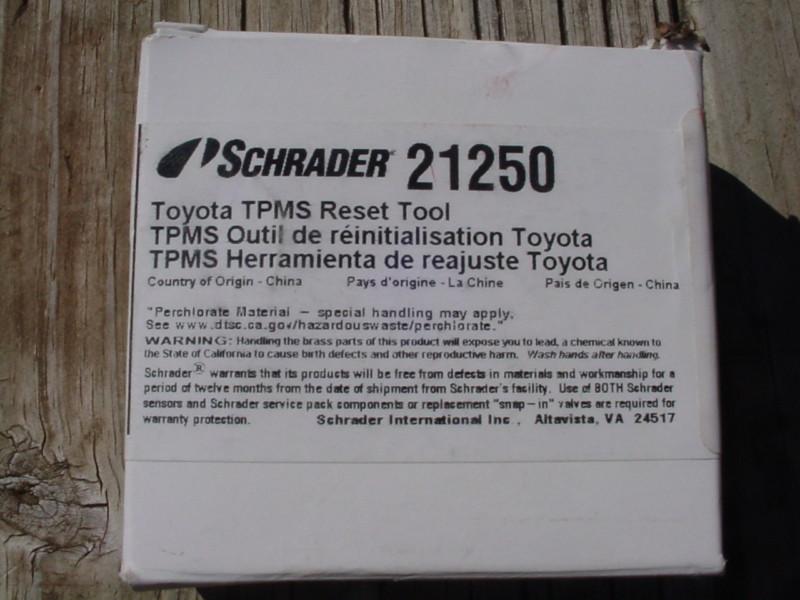 SCHRADER 21250
Toyota TPMS Reset Tool
TPMS Outil de réinitialisation Toyota
TPMS Herramienta de reajuste Toyota
Country of Origin - China Pays d'origine - La Chine Pais de Origen - China
"Perchlorate Material – special handling may apply.
See www.dtsc.ca.gov/hazardouswaste/perchlorate."
WARNING: Handling the brass parts of this product will expose you to lead, a chemical known to
the State of California to cause birth defects and other reproductive harm. Wash hands after handling.
Schrader® warrants that its products will be free from defects in materials and workmanship for a
period of twelve months from the date of shipment from Schrader's facility. Use of BOTH Schrader
sensors and Schrader service pack components or replacement "snap-in" valves are required for
warranty protection. Schrader International Inc., Altavista, VA 24517